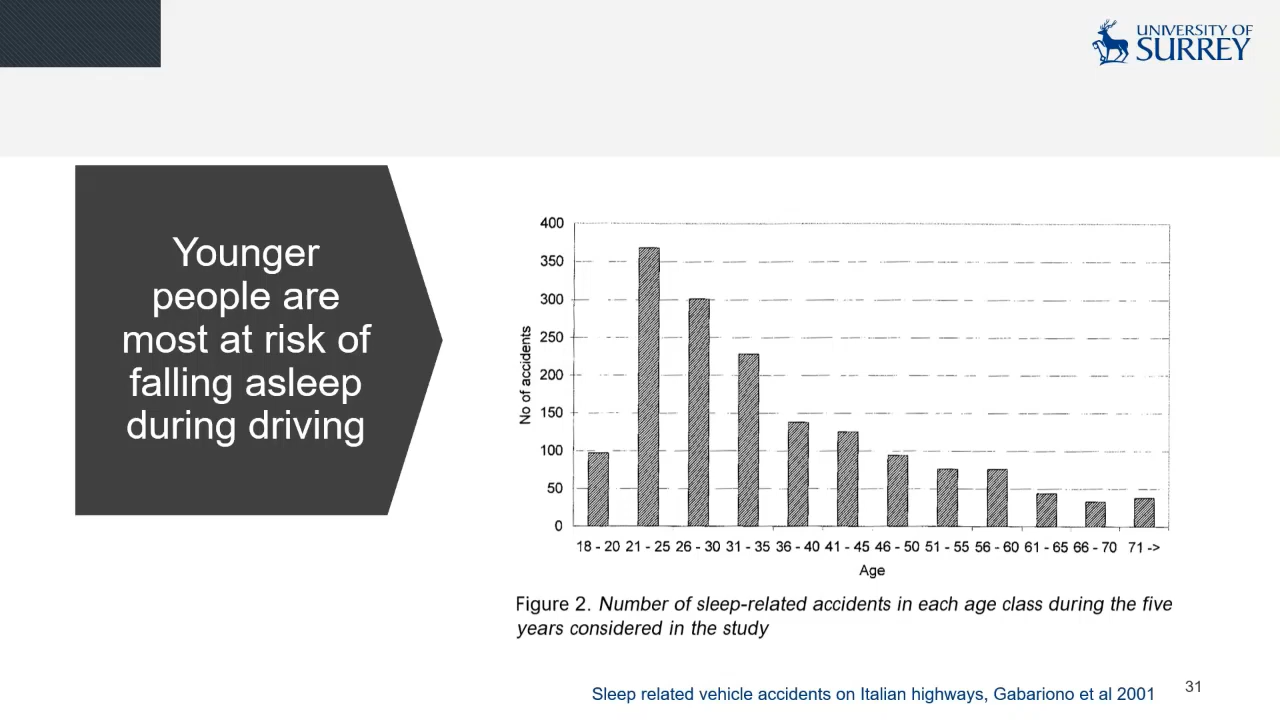 UNIVERSITY OF
SURREY
Younger
people are
most at risk of
falling asleep
during driving
400
350
300
250
200
150
100
50
0
No of accidents
18 - 20 21 - 25 26 - 30 31 - 35 36 - 40 41 - 45 46 - 50 51 - 55 56 - 60 61 - 65 66 - 70 71 ->
Age
Figure 2. Number of sleep-related accidents in each age class during the five
years considered in the study
Sleep related vehicle accidents on Italian highways, Gabariono et al 2001
31